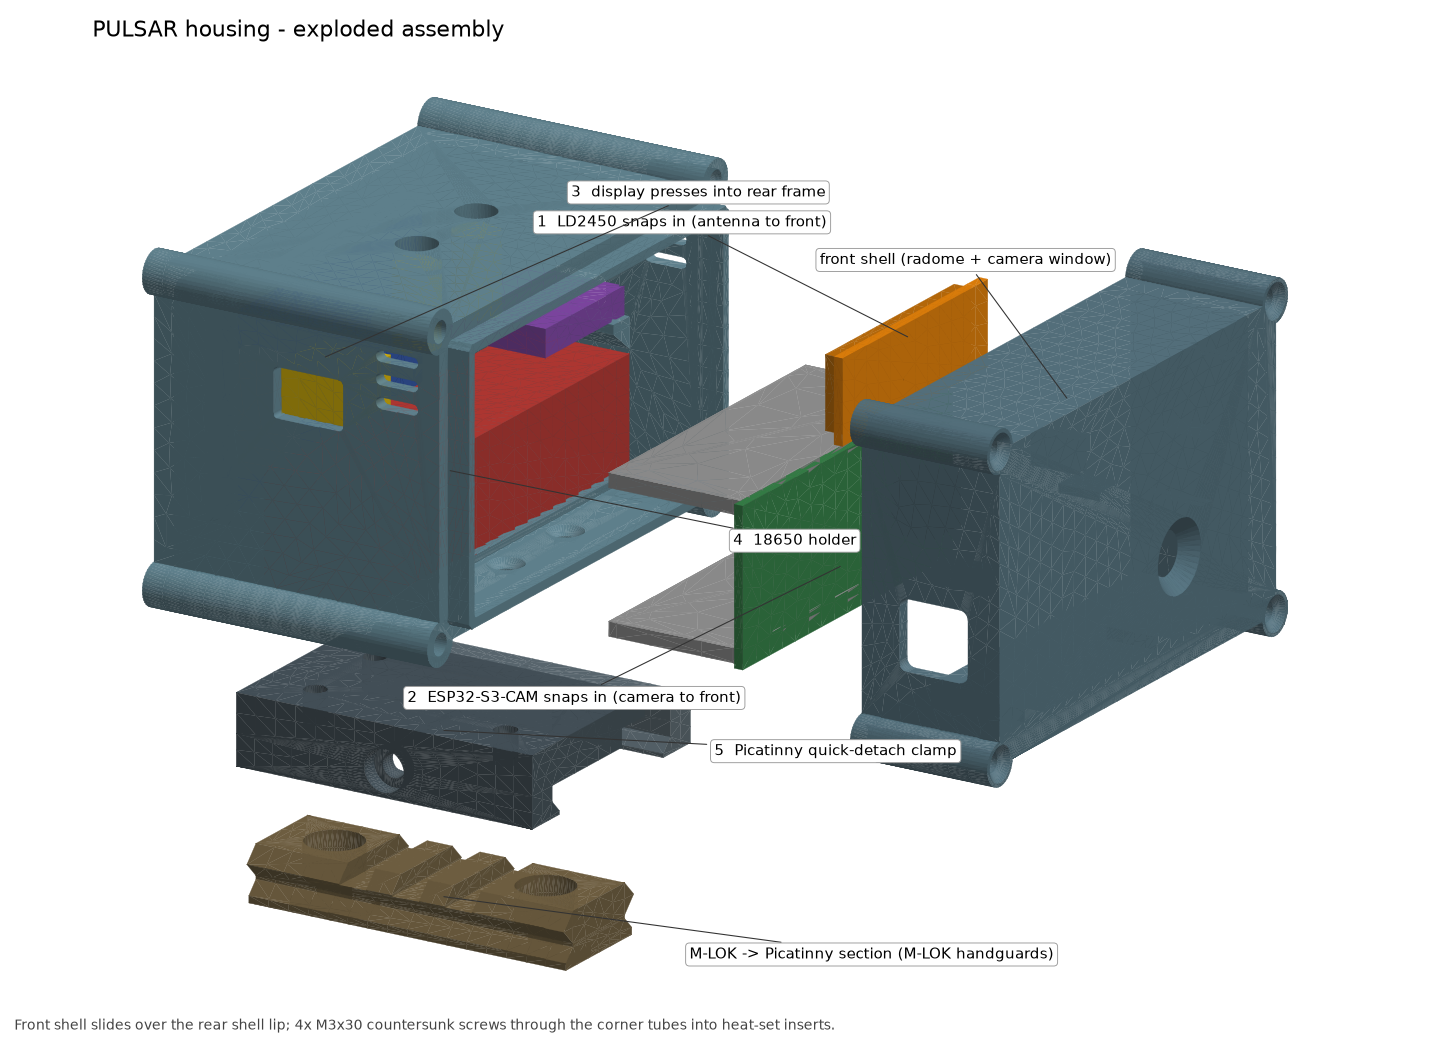 PULSAR housing - exploded assembly
3  display presses into rear frame
1  LD2450 snaps in (antenna to front)
front shell (radome + camera window)
4  18650 holder
2  ESP32-S3-CAM snaps in (camera to front)
5  Picatinny quick-detach clamp
M-LOK -> Picatinny section (M-LOK handguards)
Front shell slides over the rear shell lip; 4x M3x30 countersunk screws through the corner tubes into heat-set inserts.